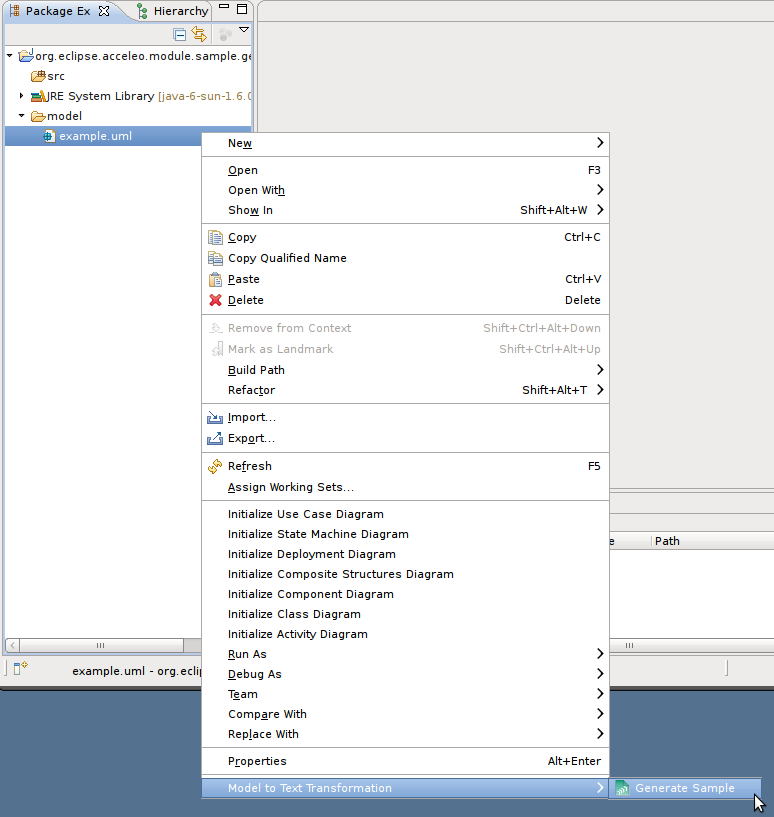 Package Ex Hierarchy
org.eclipse.acceleo.module.sample.ge
src
JRE System Library [java-6-sun-1.6.0
model
example.uml
New
Open F3
Open With
Show In Shift+Alt+W
Copy Ctrl+C
Copy Qualified Name
Paste Ctrl+V
Delete Delete
Remove from Context Shift+Ctrl+Alt+Down
Mark as Landmark Shift+Ctrl+Alt+Up
Build Path
Refactor Shift+Alt+T
Import...
Export...
Refresh F5
Assign Working Sets...
Initialize Use Case Diagram
Initialize State Machine Diagram
e Path
Initialize Deployment Diagram
Initialize Composite Structures Diagram
Initialize Component Diagram
Initialize Class Diagram
Initialize Activity Diagram
Run As
example.uml - org.eclip
Debug As
Team
Compare With
Replace With
Properties Alt+Enter
Model to Text Transformation Generate Sample